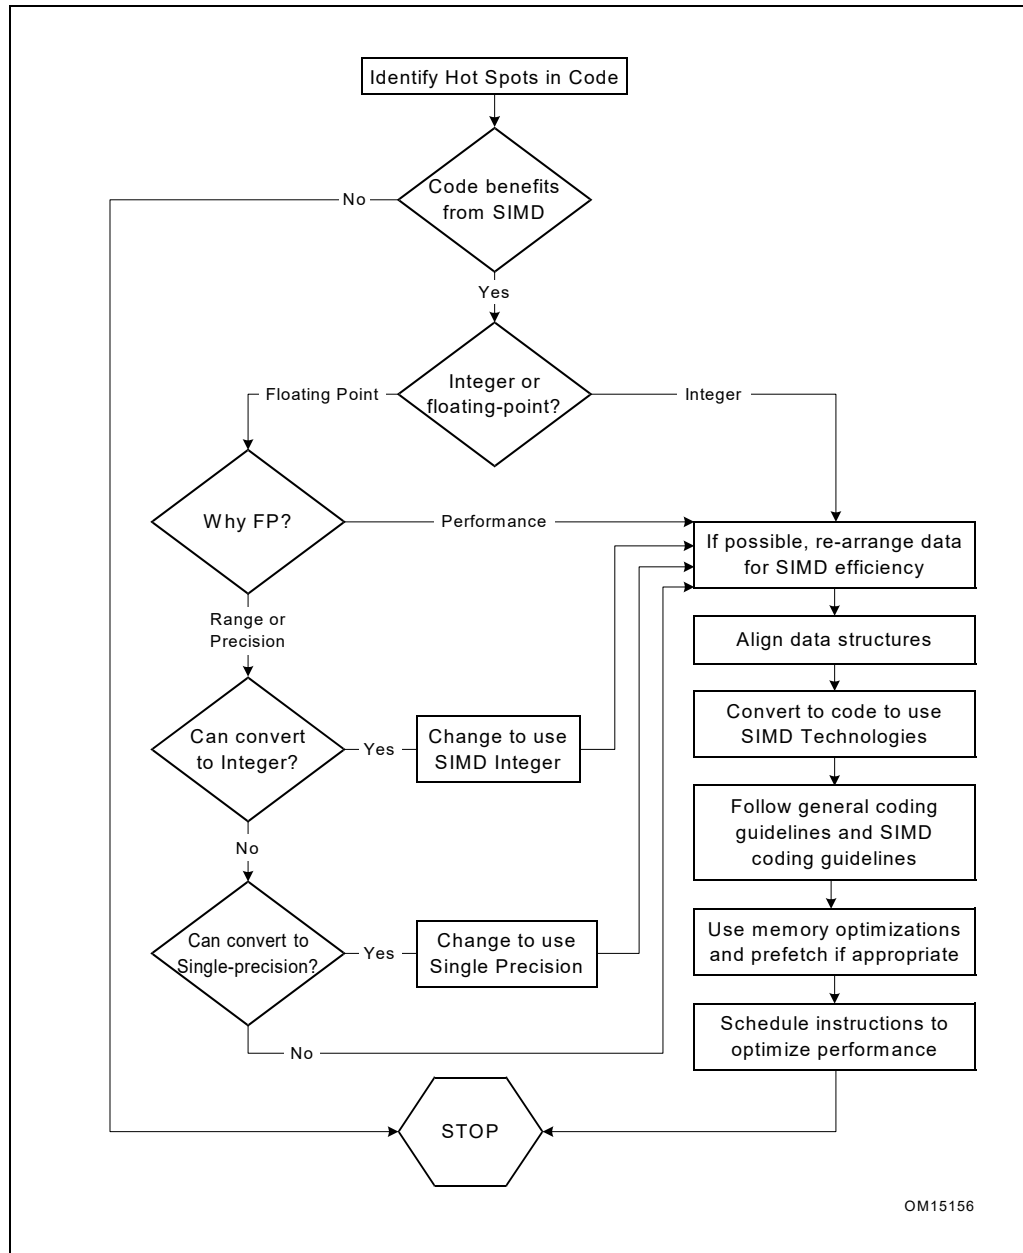 Identify Hot Spots in Code
Code benefits
from SIMD
No
Yes
Integer or
floating-point?
Floating Point
Integer
Why FP?
Performance
If possible, re-arrange data
for SIMD efficiency
Range or
Precision
Align data structures
Can convert
to Integer?
Yes
Change to use
SIMD Integer
Convert to code to use
SIMD Technologies
No
Follow general coding
guidelines and SIMD
coding guidelines
Can convert to
Single-precision?
Yes
Change to use
Single Precision
Use memory optimizations
and prefetch if appropriate
No
Schedule instructions to
optimize performance
STOP
OM15156